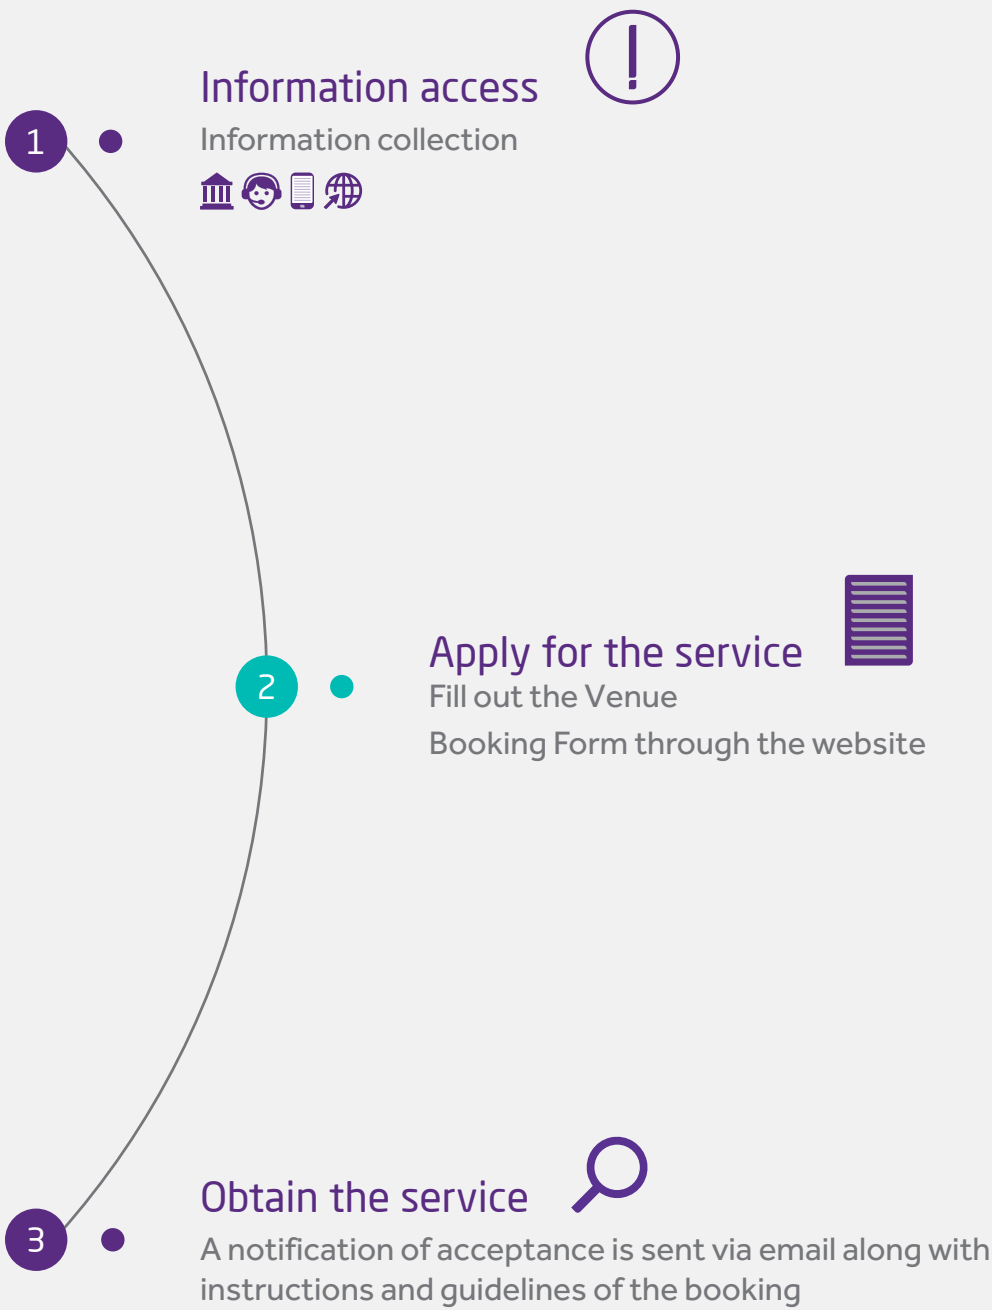 1
Information access
Information collection
2
Apply for the service
Fill out the Venue
Booking Form through the website
3
Obtain the service
A notification of acceptance is sent via email along with
instructions and guidelines of the booking